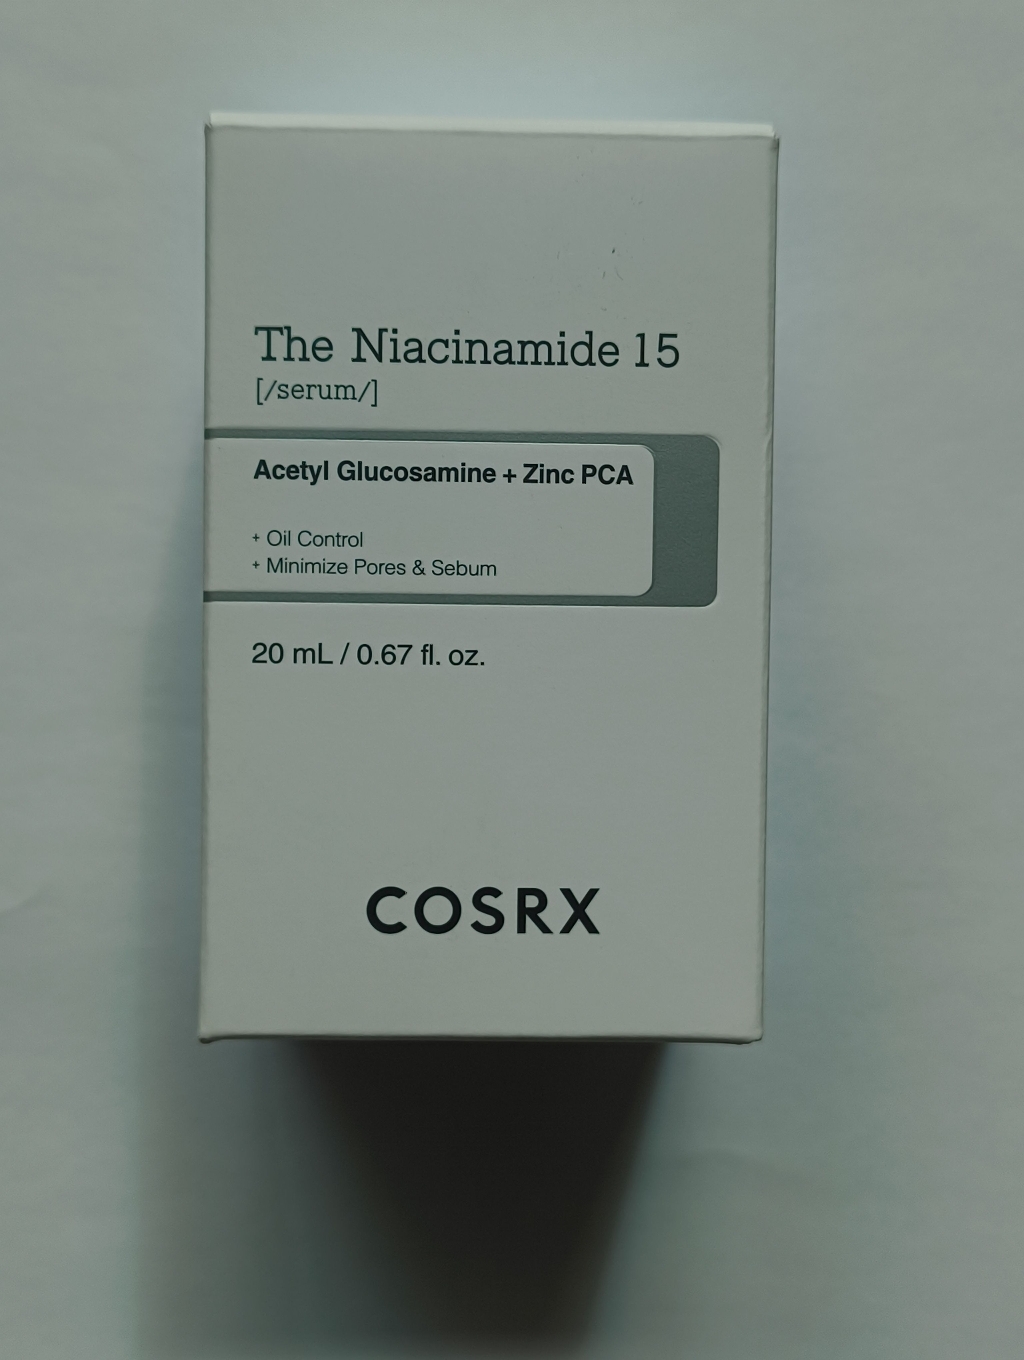 The Niacinamide 15
[/serum/]
Acetyl Glucosamine + Zinc PCA
+ Oil Control
+ Minimize Pores & Sebum
20 mL / 0.67 fl. oz.
COSRX